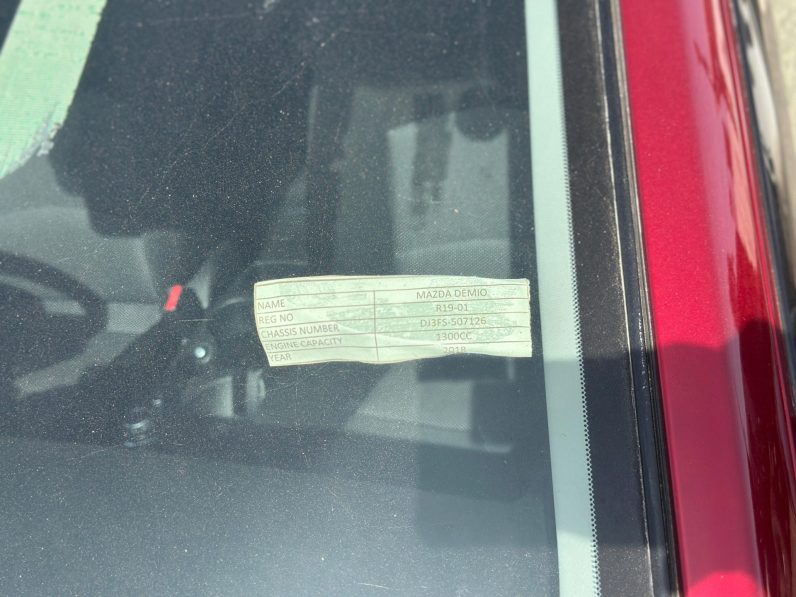 NAME MAZDA DEMIO
REG NO R19-01
CHASSIS NUMBER DJ3FS-507126
ENGINE CAPACITY 1300CC
YEAR 2018